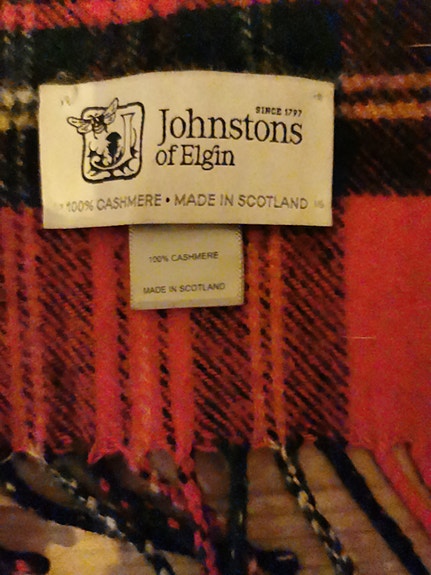 SINCE 1797
Johnstons
of Elgin
100% CASHMERE • MADE IN SCOTLAND
100% CASHMERE
MADE IN SCOTLAND